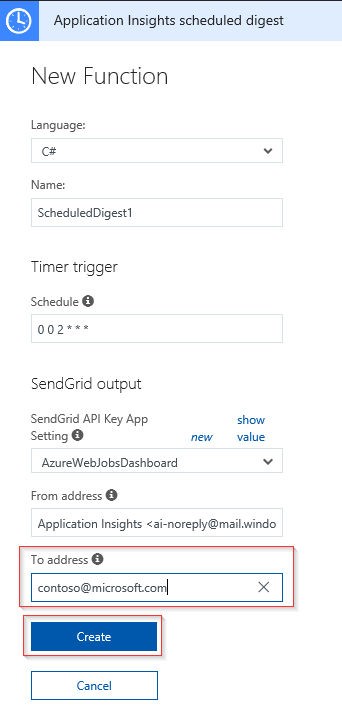 Application Insights scheduled digest
New Function
Language:
C#
Name:
ScheduledDigest1
Timer trigger
Schedule
0 0 2 * * *
SendGrid output
SendGrid API Key App
Setting
new
show
value
AzureWebJobsDashboard
From address
Application Insights <ai-noreply@mail.windo
To address
contoso@microsoft.com
Create
Cancel